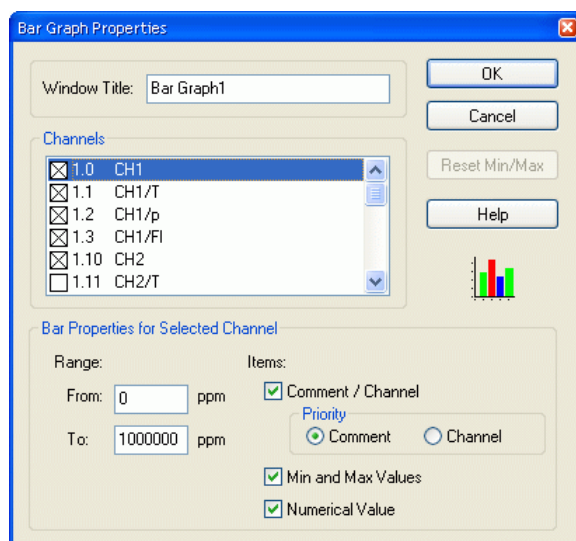 Bar Graph Properties
Window Title: Bar Graph1
OK
Cancel
Channels
1.0 CH1
1.1 CH1/T
1.2 CH1/p
1.3 CH1/Fl
1.10 CH2
1.11 CH2/T
Reset Min/Max
Help
Bar Properties for Selected Channel
Range:
Items:
From: 0 ppm
Comment / Channel
Priority
Comment Channel
To: 1000000 ppm
Min and Max Values
Numerical Value